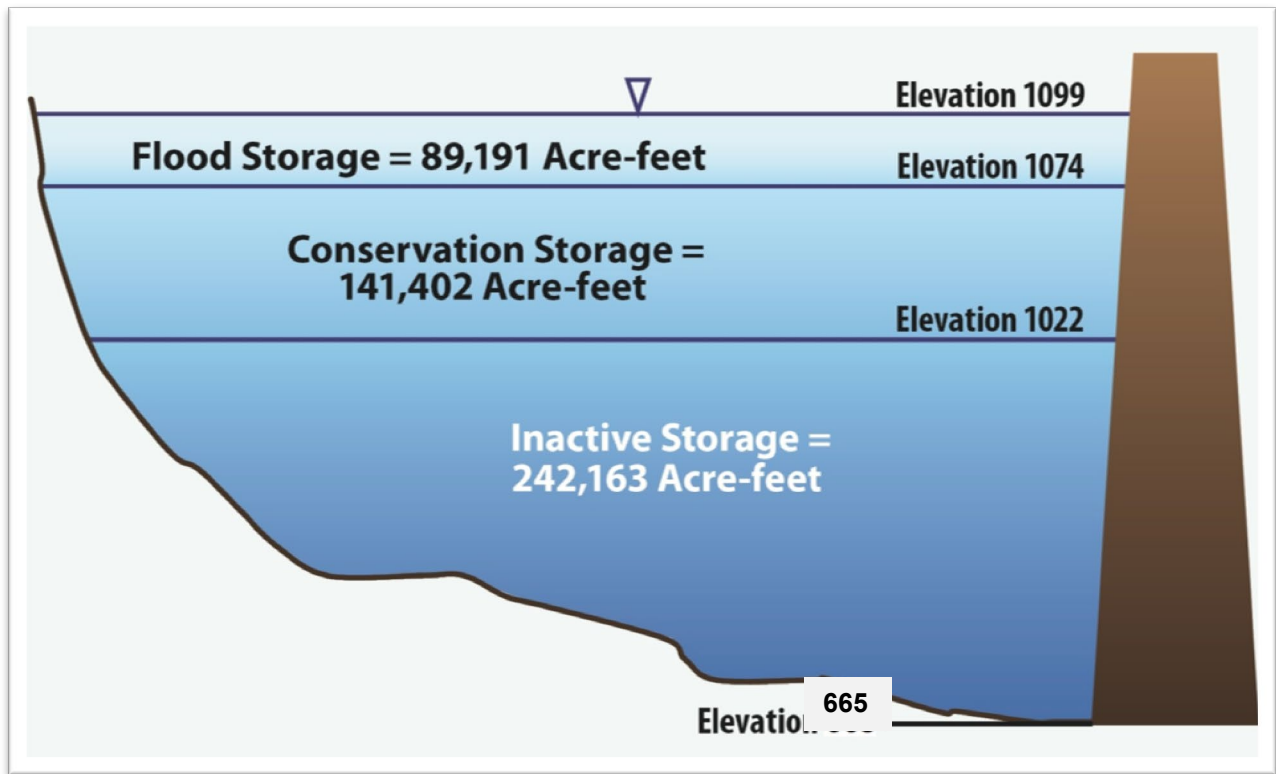 Elevation 1099
Flood Storage = 89,191 Acre-feet
Elevation 1074
Conservation Storage =
141,402 Acre-feet
Elevation 1022
Inactive Storage =
242,163 Acre-feet
665